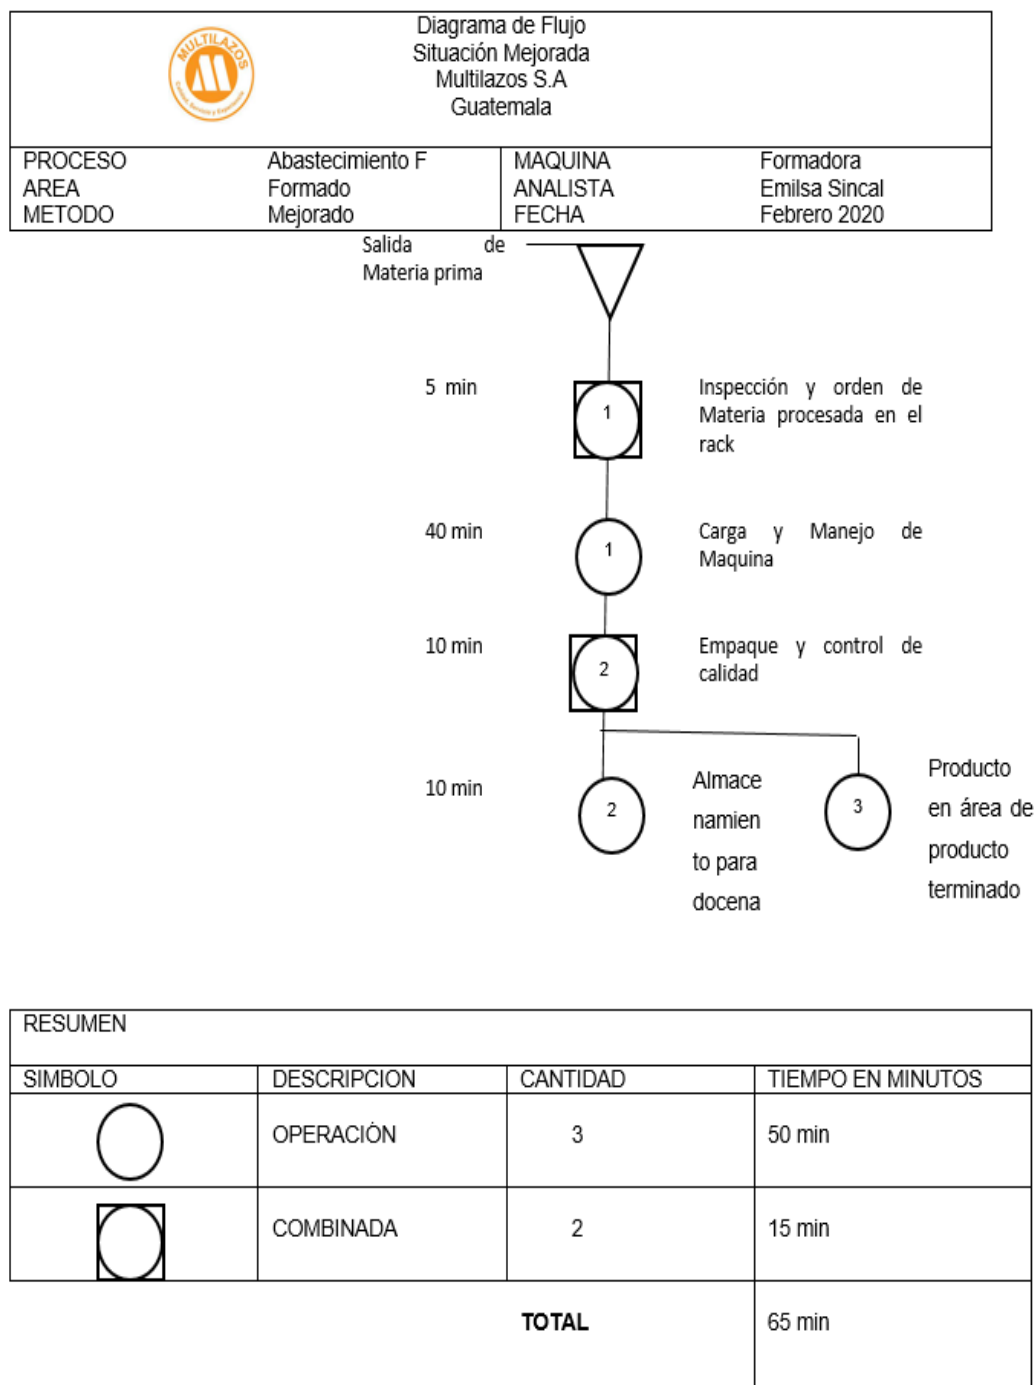 MULTILAZOS
Diagrama de Flujo
Situación Mejorada
Multilazos S.A
Guatemala
PROCESO Abastecimiento F MAQUINA Formadora
AREA Formado ANALISTA Emilsa Sincal
METODO Mejorado FECHA Febrero 2020
Salida de
Materia prima
5 min
1
Inspección y orden de
Materia procesada en el
rack
40 min
1
Carga y Manejo de
Maquina
10 min
2
Empaque y control de
calidad
10 min
2
Almace
namien
to para
docena
3
Producto
en área de
producto
terminado
RESUMEN
SIMBOLO DESCRIPCION CANTIDAD TIEMPO EN MINUTOS
OPERACIÓN 3 50 min
COMBINADA 2 15 min
TOTAL 65 min